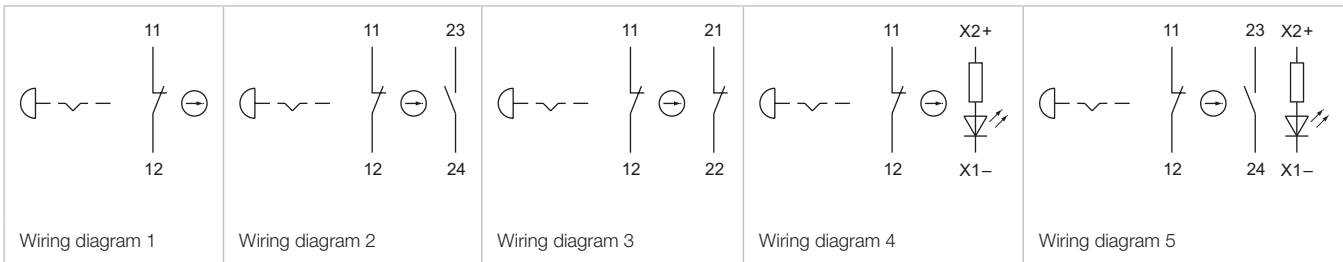 11
12
Wiring diagram 1
11 23
12 24
Wiring diagram 2
11 21
12 22
Wiring diagram 3
11 X2+
12 X1–
Wiring diagram 4
11 23 X2+
12 24 X1–
Wiring diagram 5